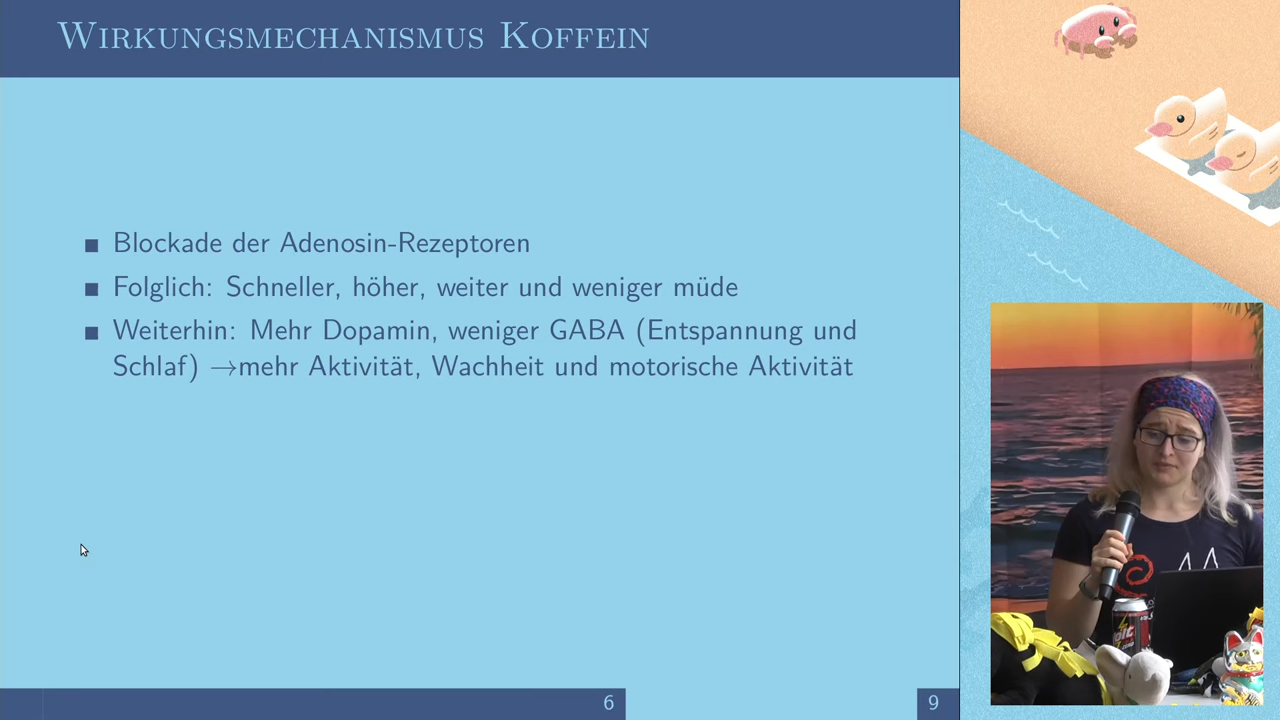 Wirkungsmechanismus Koffein
■ Blockade der Adenosin-Rezeptoren
■ Folglich: Schneller, höher, weiter und weniger müde
■ Weiterhin: Mehr Dopamin, weniger GABA (Entspannung und
Schlaf) →mehr Aktivität, Wachheit und motorische Aktivität
6
9